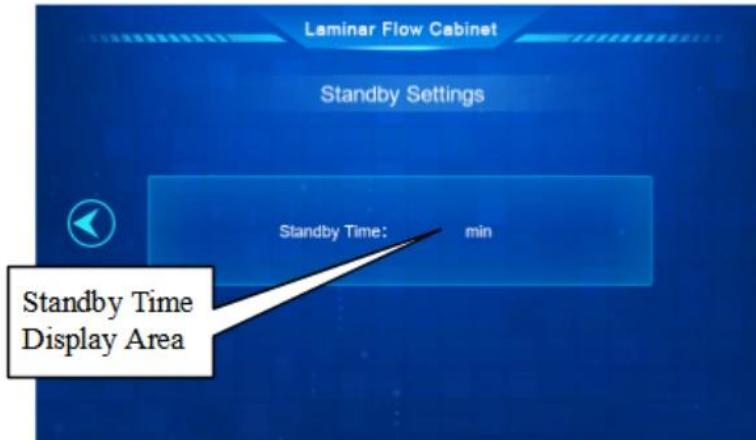 Laminar Flow Cabinet
Standby Settings
Standby Time: min
Standby Time
Display Area